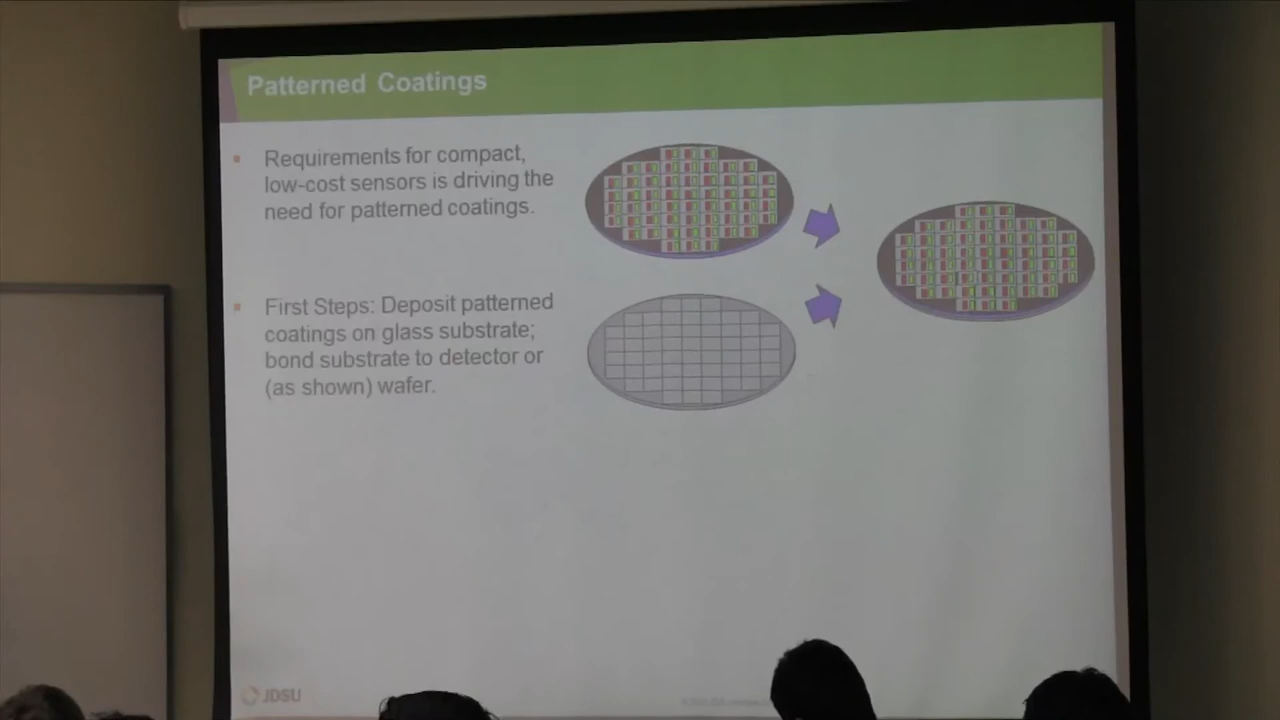 Patterned Coatings
Requirements for compact,
low-cost sensors is driving the
need for patterned coatings.
First Steps: Deposit patterned
coatings on glass substrate;
bond substrate to detector or
(as shown) wafer.
JDSU